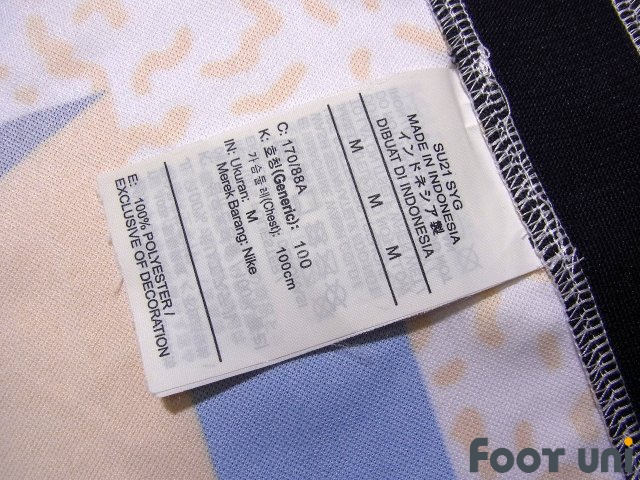 SU21 SYG
MADE IN INDONESIA
インドネシア製
DIBUAT DI INDONESIA
M M M
C: 170/88A
K: 호칭(Generic): 100
가슴둘레(Chest): 100cm
IN: Ukuran: M
Merek Barang: Nike
E: 100% POLYESTER /
EXCLUSIVE OF DECORATION
FOOT UNI